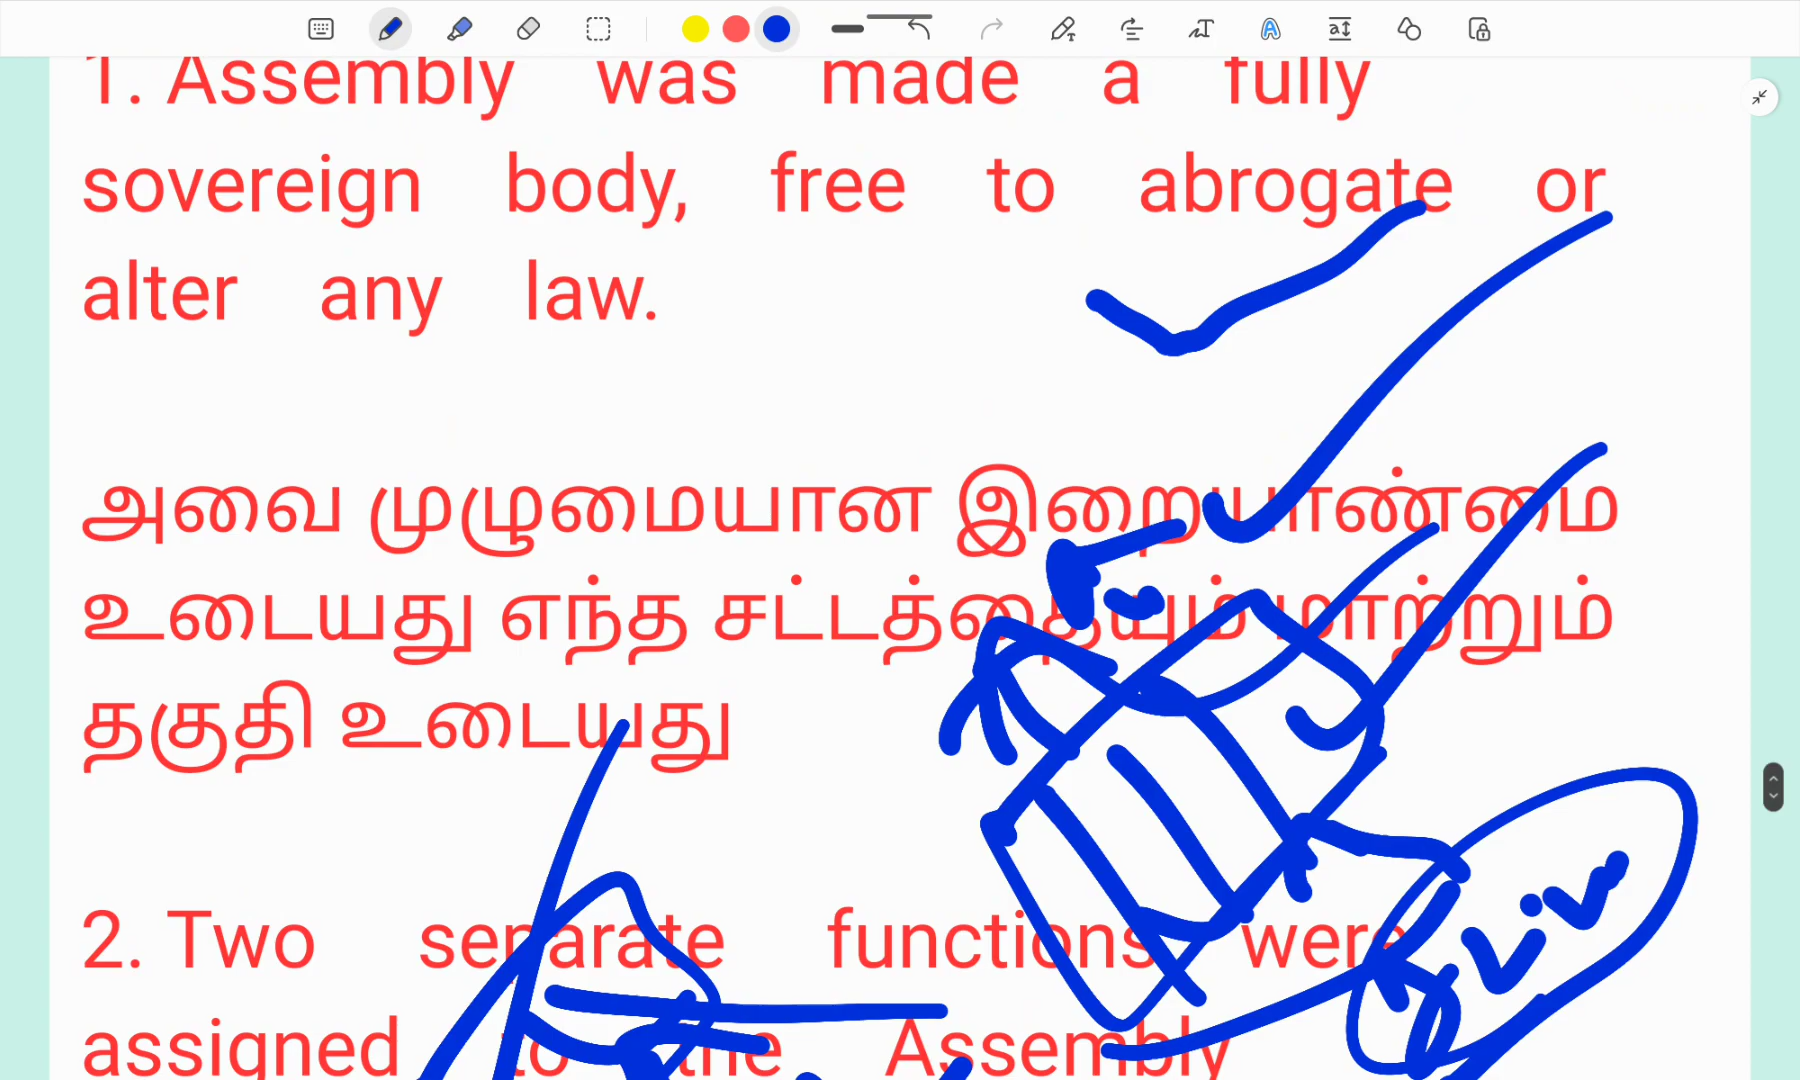 1. Assembly was made a fully
sovereign body, free to abrogate or
alter any law.
அவை முழுமையான இறையாண்மை
உடையது எந்த சட்டத்தையும் மாற்றும்
தகுதி உடையது
2. Two separate functions were
assigned to the Assembly